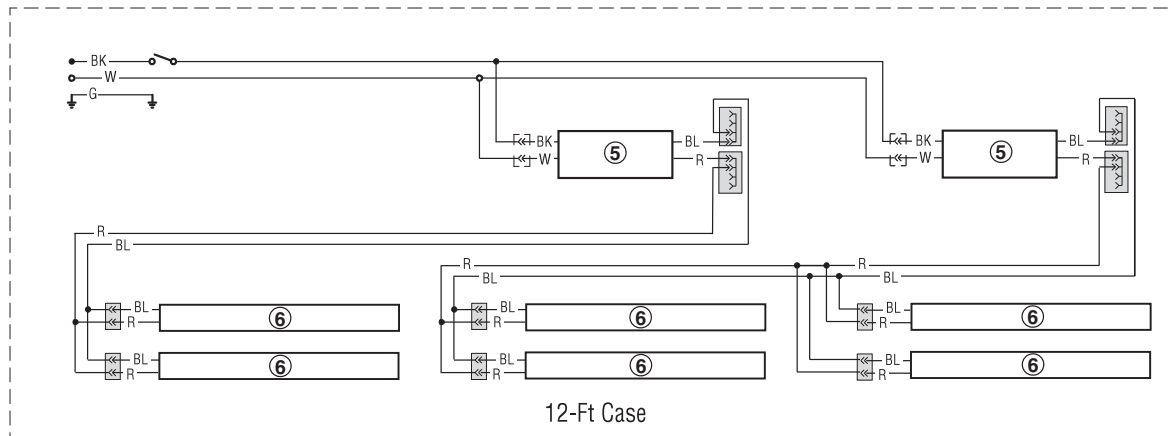 BK
W
G
BK ⑤ BL BK ⑤ BL
W R W R
R
BL
R R
BL BL
BL ⑥ BL ⑥ BL ⑥
R R R
BL ⑥ BL ⑥ BL ⑥
R R R
12-Ft Case